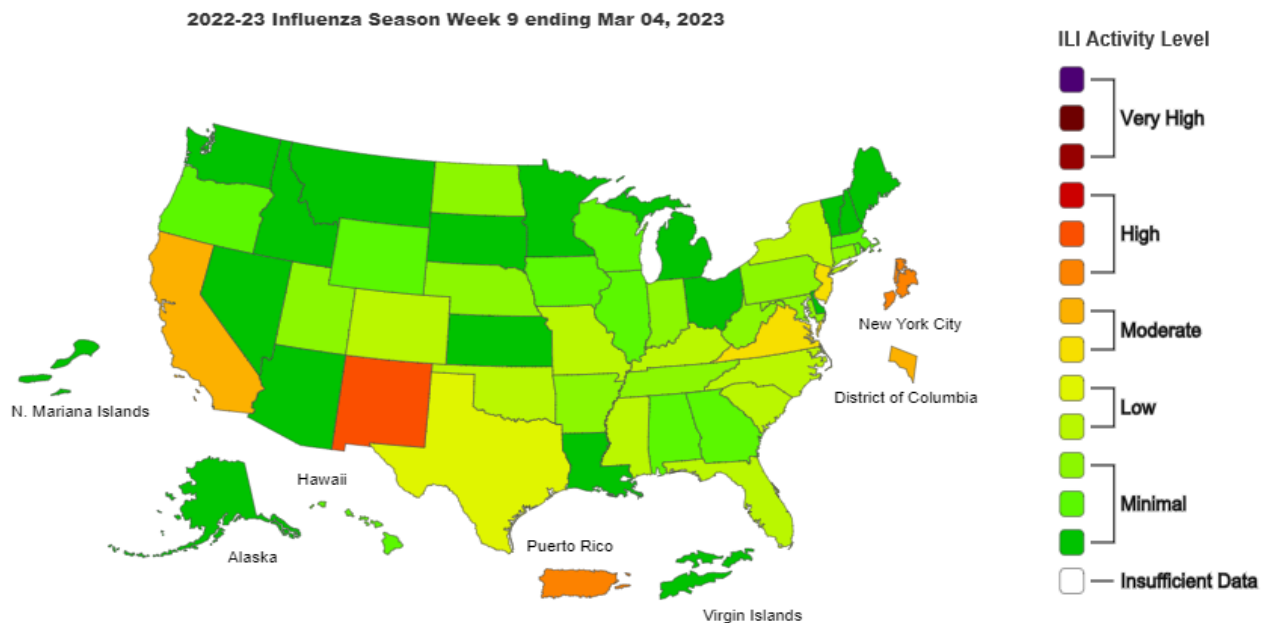 2022-23 Influenza Season Week 9 ending Mar 04, 2023
ILI Activity Level
Very High
High
New York City
Moderate
District of Columbia
Low
N. Mariana Islands
Hawaii
Minimal
Alaska
Puerto Rico
Insufficient Data
Virgin Islands